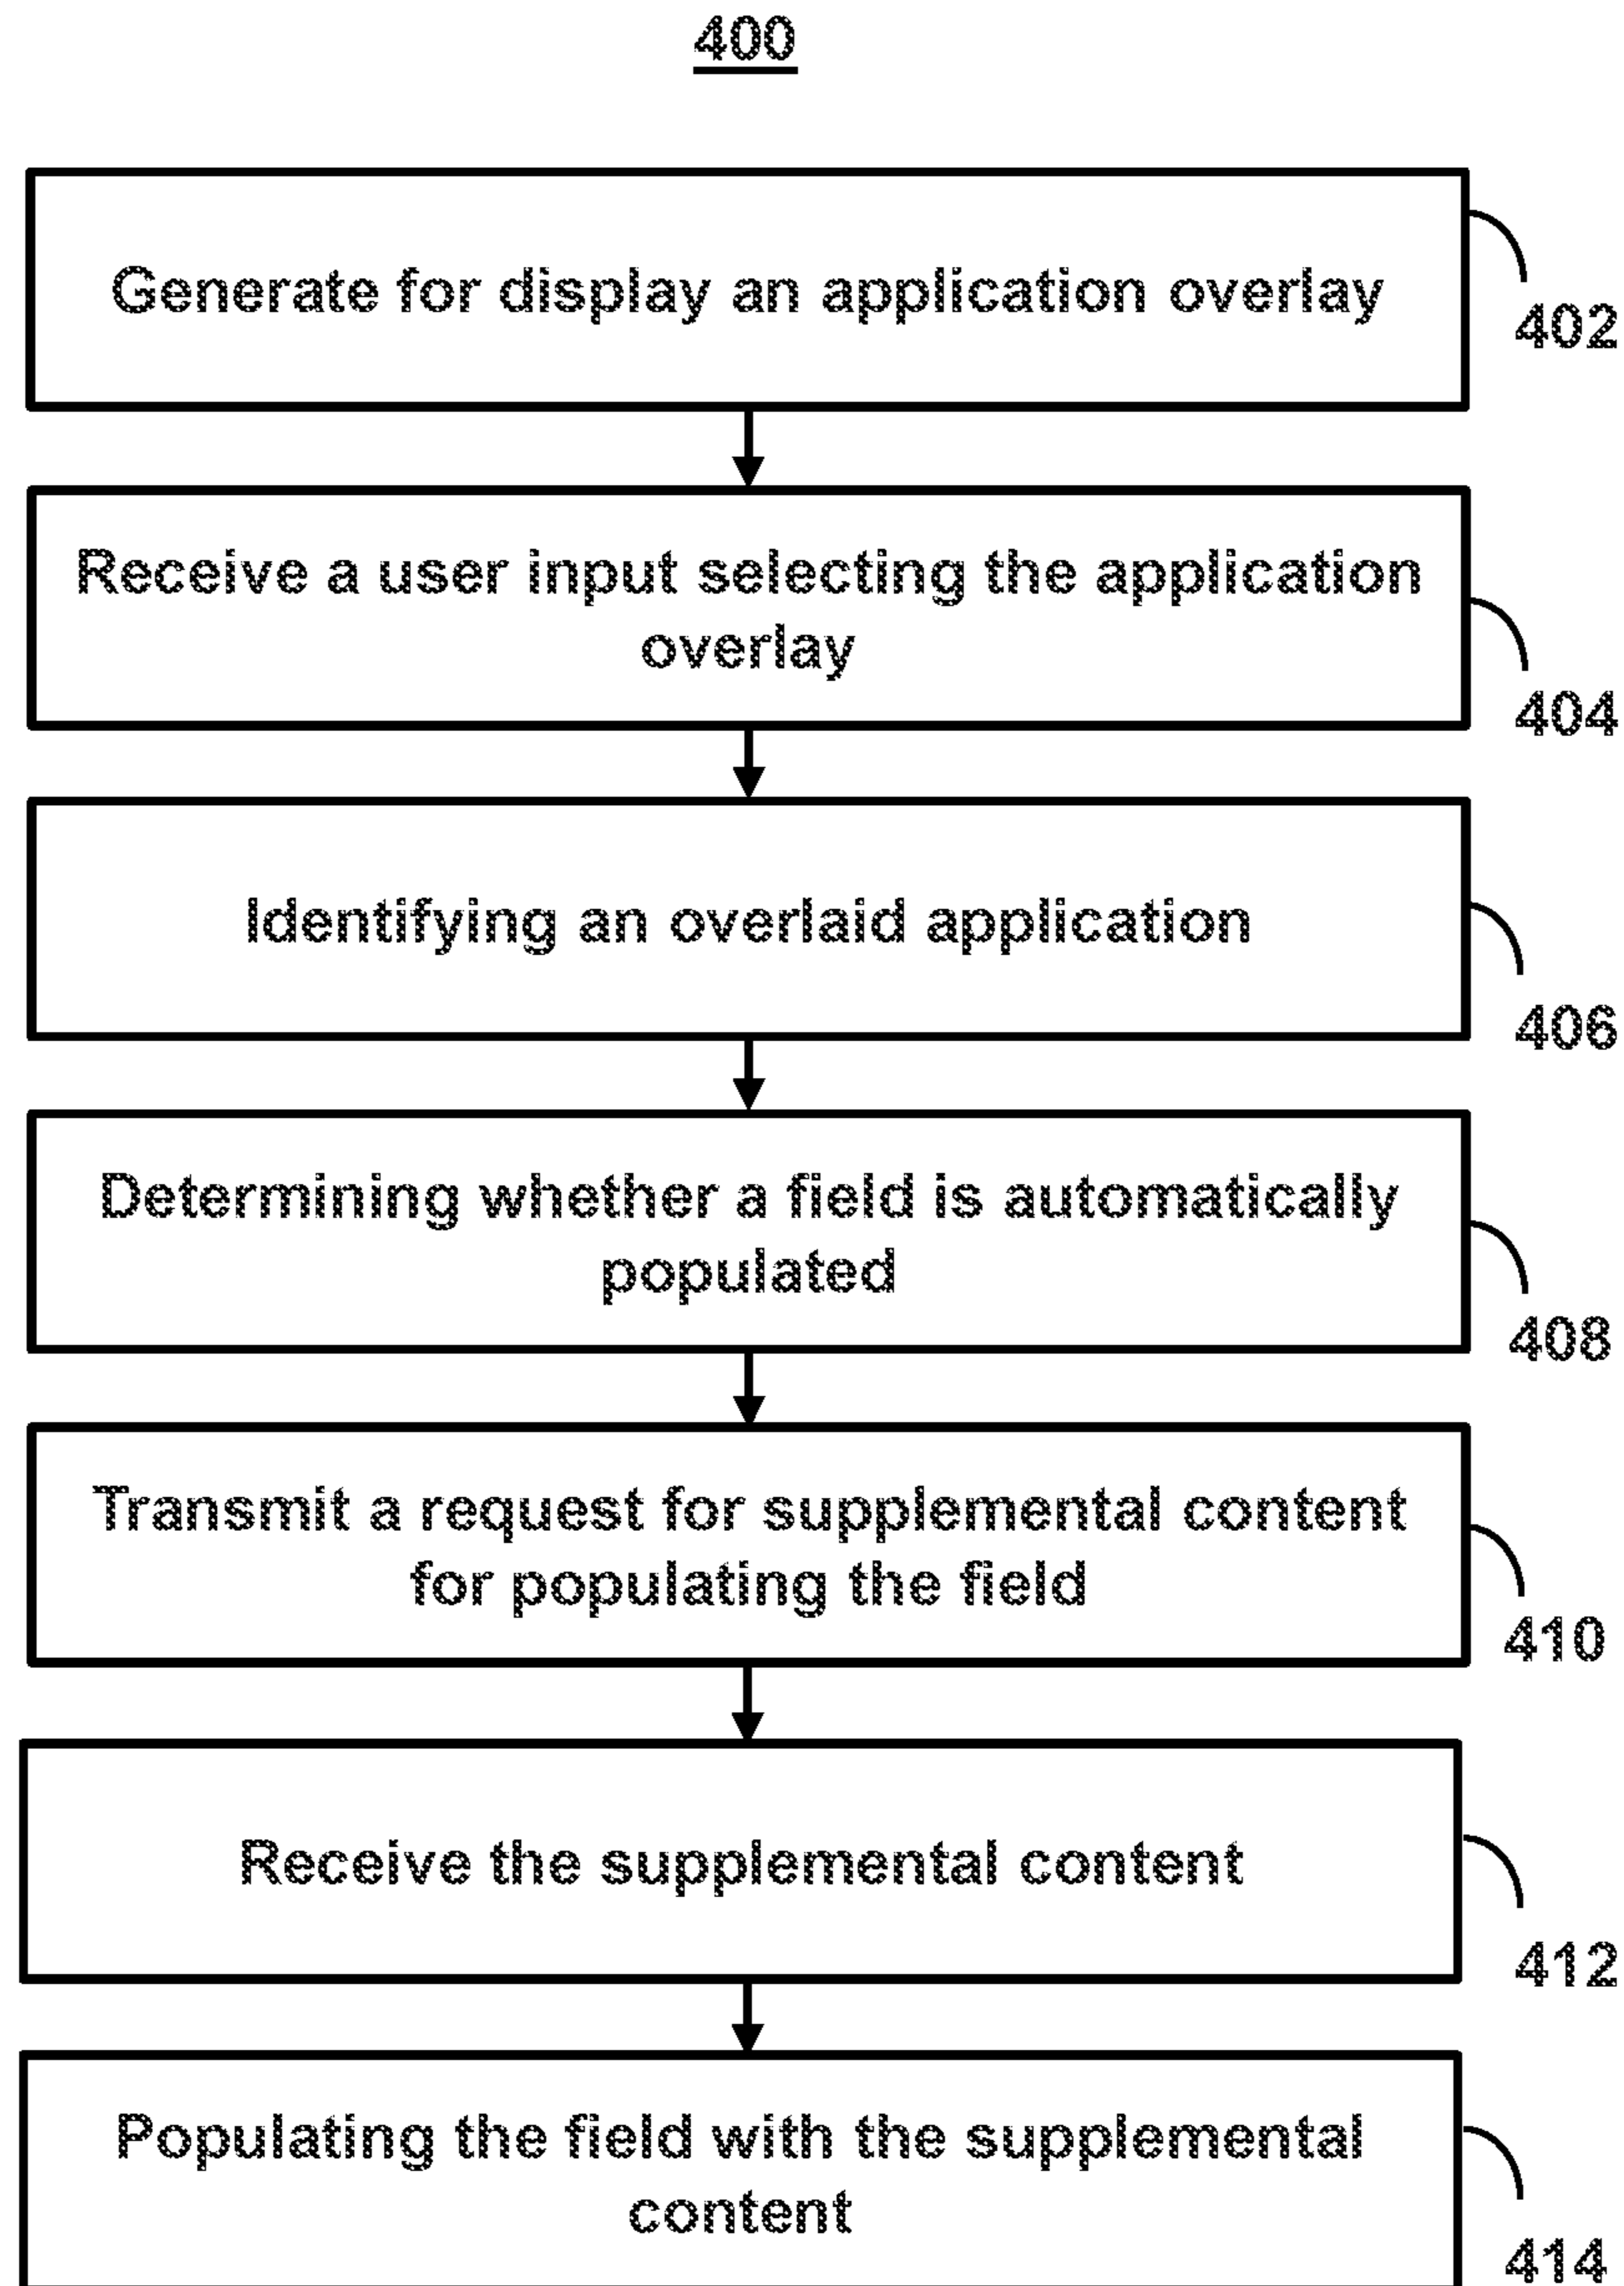 400
Generate for display an application overlay
402
Receive a user input selecting the application
overlay
404
Identifying an overlaid application
406
Determining whether a field is automatically
populated
408
Transmit a request for supplemental content
for populating the field
410
Receive the supplemental content
412
Populating the field with the supplemental
content
414